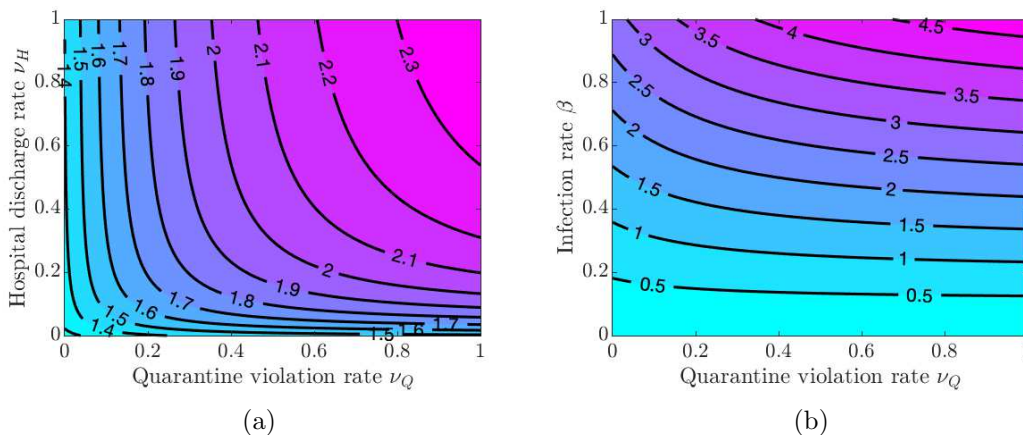 1
0.8
0.6
0.4
0.2
0
0 0.2 0.4 0.6 0.8 1
Hospital discharge rate νH
Quarantine violation rate νQ
1.4 1.5 1.6 1.7 1.8 1.9 2 2.1 2.2 2.3
1.4 1.5 1.6 1.7 1.8 1.9 2 2.1
1.5 1.6 1.7
(a)
1
0.8
0.6
0.4
0.2
0
0 0.2 0.4 0.6 0.8
Infection rate β
Quarantine violation rate νQ
3 3.5 4 4.5
2.5 3.5
2 3
1.5 2.5
1 2
1.5
1
0.5 0.5
(b)